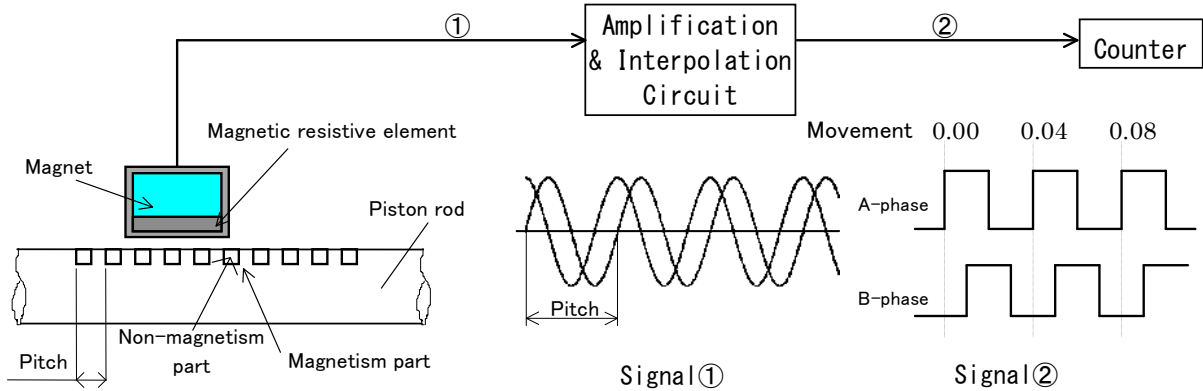 ①
Amplification
& Interpolation
Circuit
②
Counter
Magnetic resistive element
Magnet
Piston rod
Non-magnetism
part
Magnetism part
Pitch
Pitch
Signal①
Movement 0.00 0.04 0.08
A-phase
B-phase
Signal②